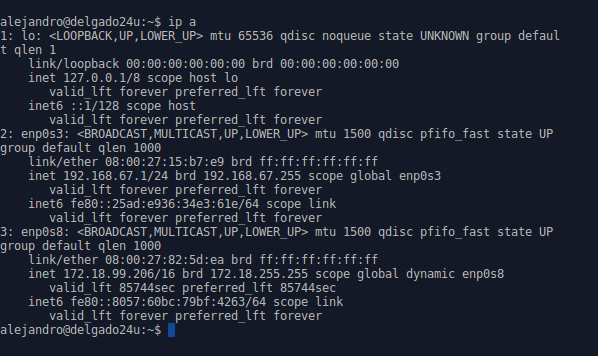 alejandro@delgado24u:~$ ip a
1: lo: <LOOPBACK,UP,LOWER_UP> mtu 65536 qdisc noqueue state UNKNOWN group defaul
t qlen 1
    link/loopback 00:00:00:00:00:00 brd 00:00:00:00:00:00
    inet 127.0.0.1/8 scope host lo
       valid_lft forever preferred_lft forever
    inet6 ::1/128 scope host
       valid_lft forever preferred_lft forever
2: enp0s3: <BROADCAST,MULTICAST,UP,LOWER_UP> mtu 1500 qdisc pfifo_fast state UP
group default qlen 1000
    link/ether 08:00:27:15:b7:e9 brd ff:ff:ff:ff:ff:ff
    inet 192.168.67.1/24 brd 192.168.67.255 scope global enp0s3
       valid_lft forever preferred_lft forever
    inet6 fe80::25ad:e936:34e3:61e/64 scope link
       valid_lft forever preferred_lft forever
3: enp0s8: <BROADCAST,MULTICAST,UP,LOWER_UP> mtu 1500 qdisc pfifo_fast state UP
group default qlen 1000
    link/ether 08:00:27:82:5d:ea brd ff:ff:ff:ff:ff:ff
    inet 172.18.99.206/16 brd 172.18.255.255 scope global dynamic enp0s8
       valid_lft 85744sec preferred_lft 85744sec
    inet6 fe80::8057:60bc:79bf:4263/64 scope link
       valid_lft forever preferred_lft forever
alejandro@delgado24u:~$